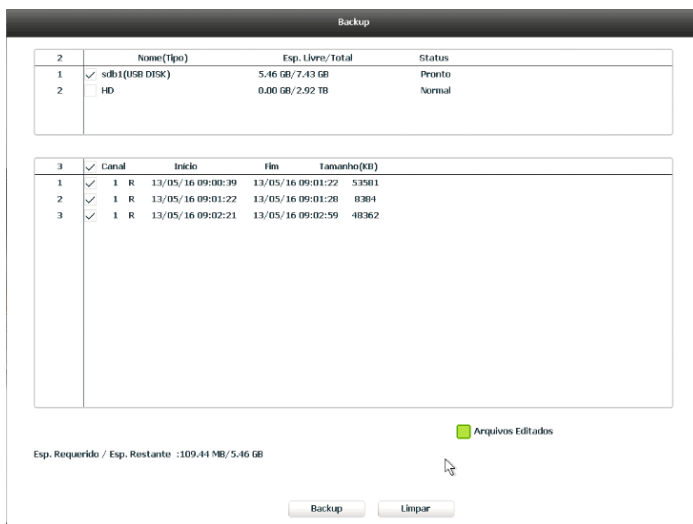 Backup
2 Nome(Tipo) Esp. Livre/Total Status
1 sdb1(USB DISK) 5.46 GB/7.43 GB Pronto
2 HD 0.00 GB/2.92 TB Normal
3 Canal Início Fim Tamanho(KB)
1 1 R 13/05/16 09:00:39 13/05/16 09:01:22 53581
2 1 R 13/05/16 09:01:22 13/05/16 09:01:28 8384
3 1 R 13/05/16 09:02:21 13/05/16 09:02:59 48362
Arquivos Editados
Esp. Requerido / Esp. Restante :109.44 MB/5.46 GB
Backup Limpar